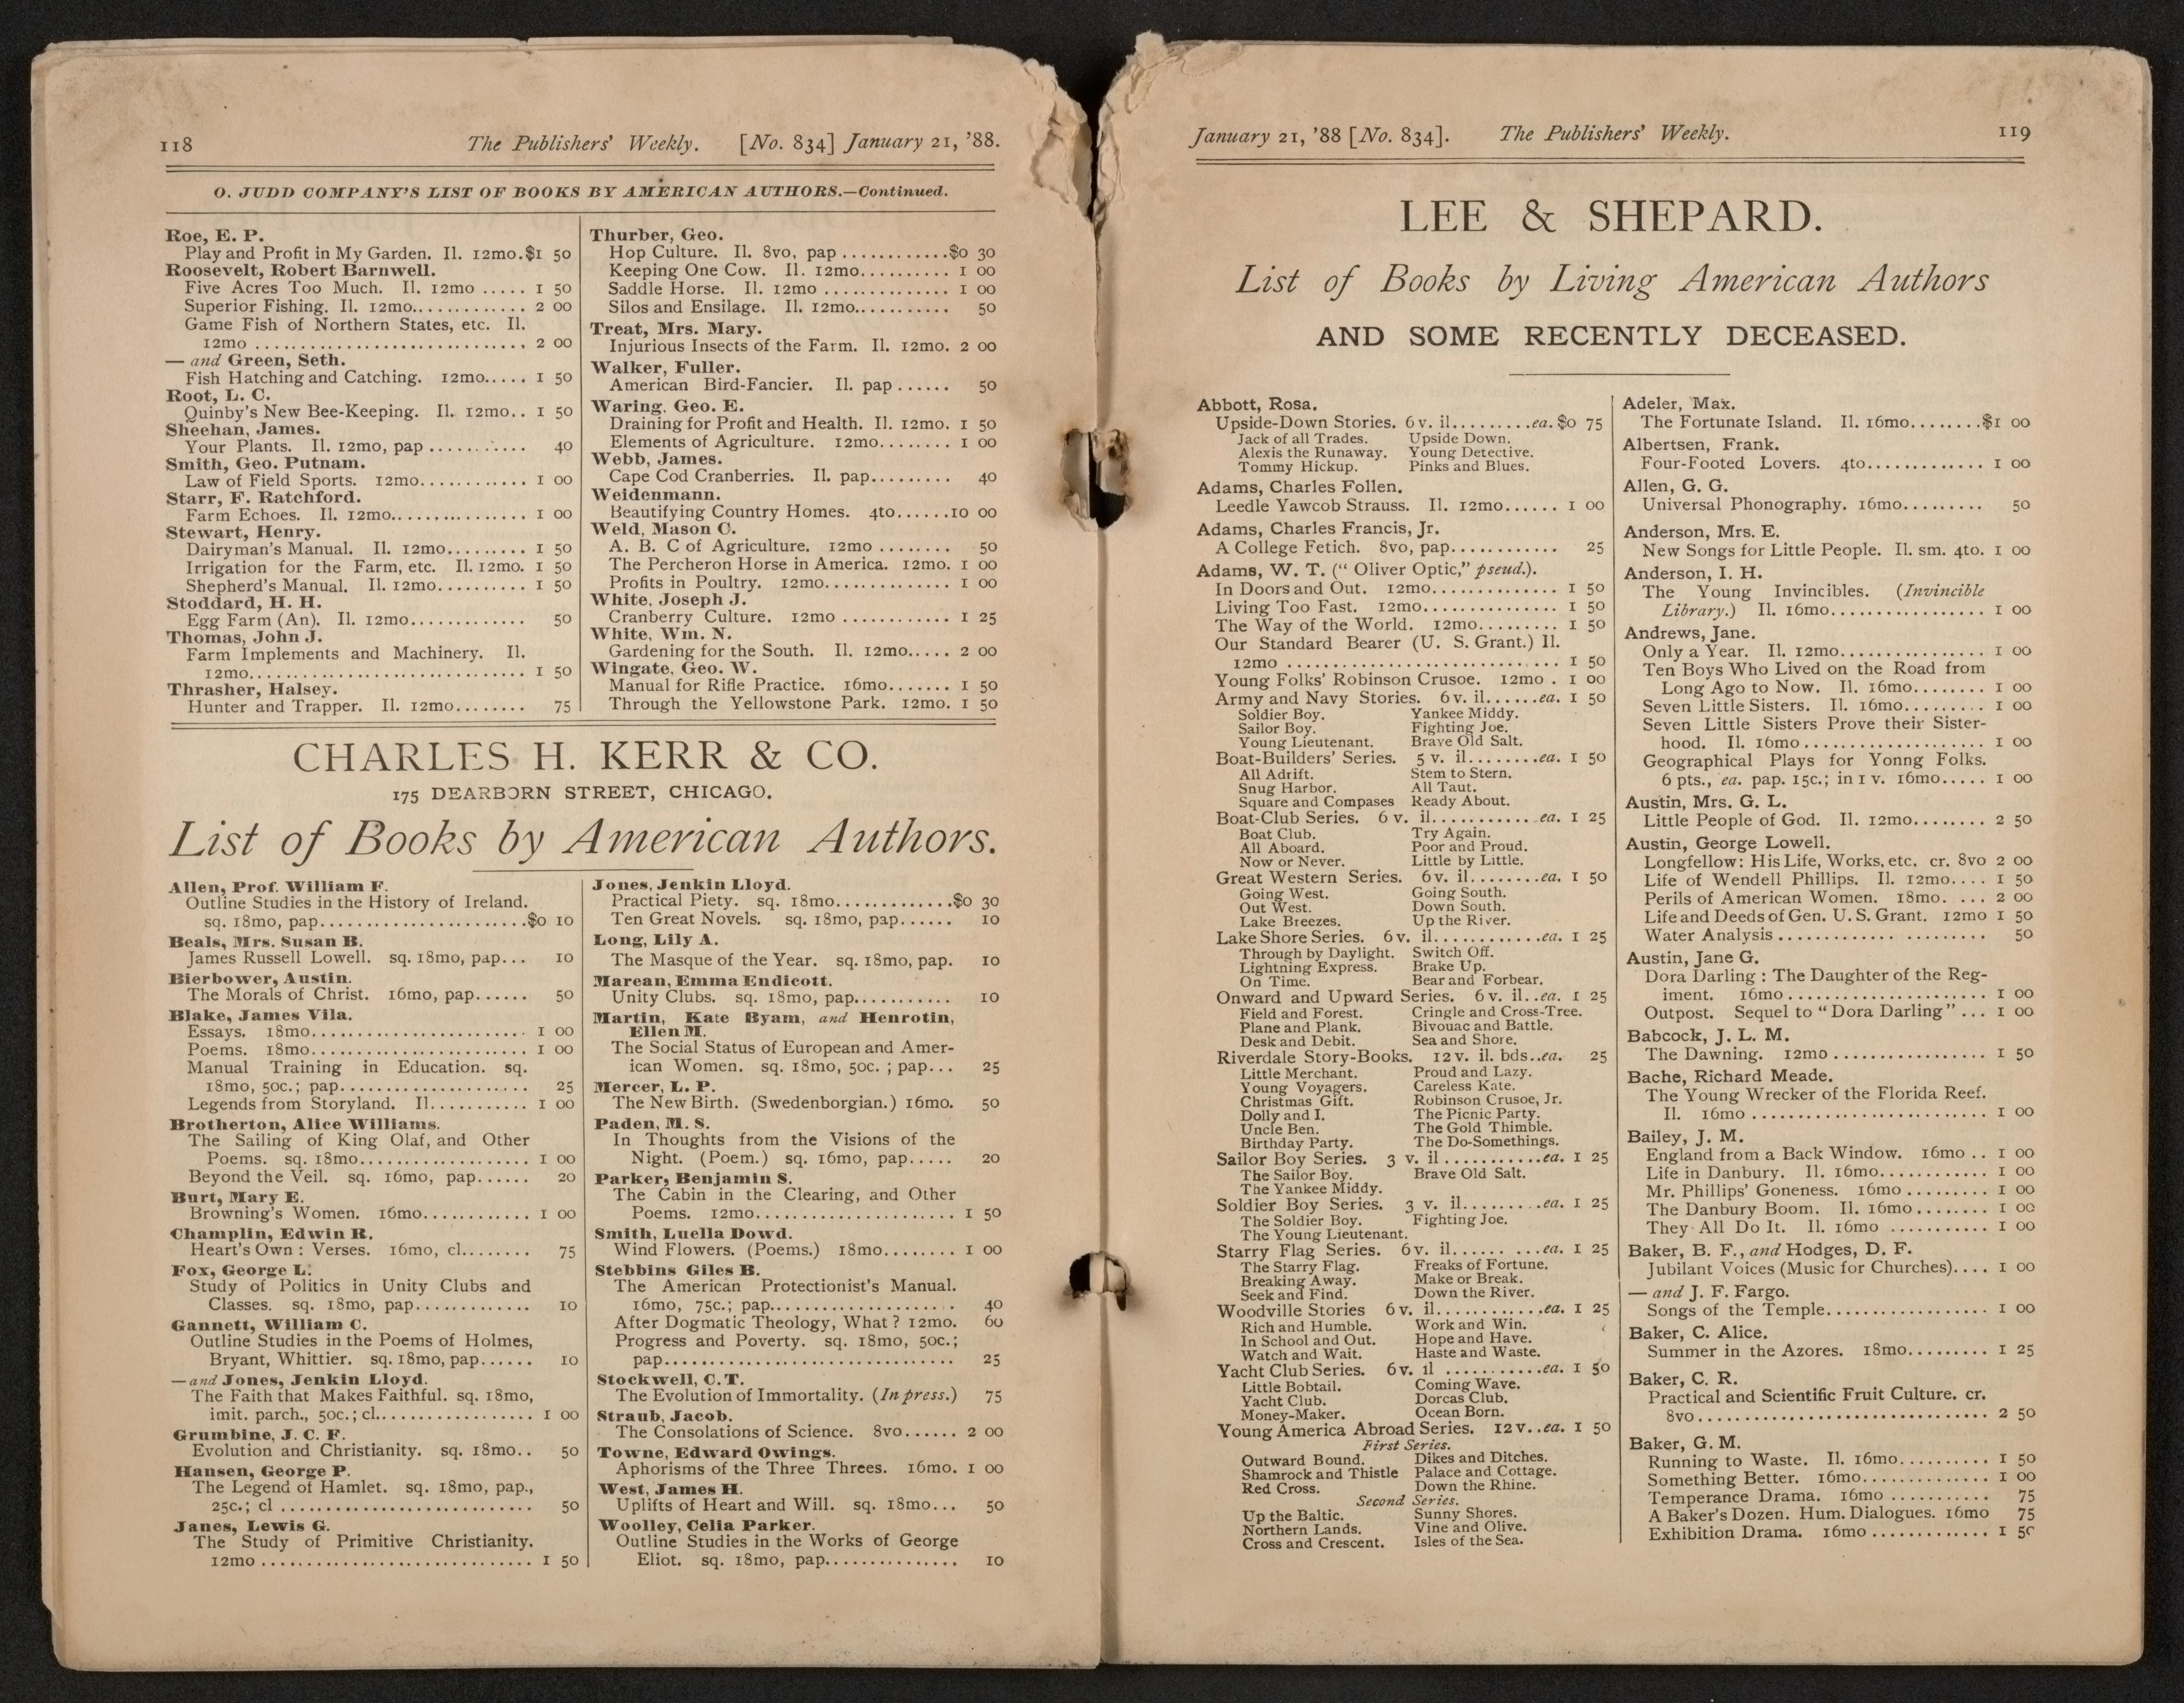 118 The Publishers' Weekly. [No. 834] January 21, '88.
O. JUDD COMPANY'S LIST OF BOOKS BY AMERICAN AUTHORS.—Continued.
Roe, E. P.
Play and Profit in My Garden. Il. 12mo.$1 50
Roosevelt, Robert Barnwell.
Five Acres Too Much. Il. 12mo ..... 1 50
Superior Fishing. Il. 12mo............. 2 00
Game Fish of Northern States, etc. Il.
12mo ............................. 2 00
— and Green, Seth.
Fish Hatching and Catching. 12mo..... 1 50
Root, L. C.
Quinby's New Bee-Keeping. Il. 12mo.. 1 50
Sheehan, James.
Your Plants. Il. 12mo, pap ........... 40
Smith, Geo. Putnam.
Law of Field Sports. 12mo............ 1 00
Starr, F. Ratchford.
Farm Echoes. Il. 12mo................ 1 00
Stewart, Henry.
Dairyman's Manual. Il. 12mo......... 1 50
Irrigation for the Farm, etc. Il. 12mo. 1 50
Shepherd's Manual. Il. 12mo.......... 1 50
Stoddard, H. H.
Egg Farm (An). Il. 12mo............ 50
Thomas, John J.
Farm Implements and Machinery. Il.
12mo............................. 1 50
Thrasher, Halsey.
Hunter and Trapper. Il. 12mo........ 75
Thurber, Geo.
Hop Culture. Il. 8vo, pap ............$0 30
Keeping One Cow. Il. 12mo.......... 1 00
Saddle Horse. Il. 12mo .............. 1 00
Silos and Ensilage. Il. 12mo.......... 50
Treat, Mrs. Mary.
Injurious Insects of the Farm. Il. 12mo. 2 00
Walker, Fuller.
American Bird-Fancier. Il. pap ...... 50
Waring, Geo. E.
Draining for Profit and Health. Il. 12mo. 1 50
Elements of Agriculture. 12mo........ 1 00
Webb, James.
Cape Cod Cranberries. Il. pap......... 40
Weidenmann.
Beautifying Country Homes. 4to......10 00
Weld, Mason C.
A. B. C of Agriculture. 12mo ........ 50
The Percheron Horse in America. 12mo. 1 00
Profits in Poultry. 12mo.............. 1 00
White, Joseph J.
Cranberry Culture. 12mo ............ 1 25
White, Wm. N.
Gardening for the South. Il. 12mo..... 2 00
Wingate, Geo. W.
Manual for Rifle Practice. 16mo....... 1 50
Through the Yellowstone Park. 12mo. 1 50
CHARLES H. KERR & CO.
175 DEARBORN STREET, CHICAGO.
List of Books by American Authors.
Allen, Prof. William F.
Outline Studies in the History of Ireland.
sq. 18mo, pap.......................$0 10
Beals, Mrs. Susan B.
James Russell Lowell. sq. 18mo, pap... 10
Bierbower, Austin.
The Morals of Christ. 16mo, pap...... 50
Blake, James Vila.
Essays. 18mo........................ 1 00
Poems. 18mo........................ 1 00
Manual Training in Education. sq.
18mo, 50c.; pap.................... 25
Legends from Storyland. Il........... 1 00
Brotherton, Alice Williams.
The Sailing of King Olaf, and Other
Poems. sq. 18mo................... 1 00
Beyond the Veil. sq. 16mo, pap...... 20
Burt, Mary E.
Browning's Women. 16mo............ 1 00
Champlin, Edwin R.
Heart's Own : Verses. 16mo, cl........ 75
Fox, George L.
Study of Politics in Unity Clubs and
Classes. sq. 18mo, pap............. 10
Gannett, William C.
Outline Studies in the Poems of Holmes,
Bryant, Whittier. sq. 18mo, pap...... 10
—and Jones, Jenkin Lloyd.
The Faith that Makes Faithful. sq. 18mo,
imit. parch., 50c.; cl................. 1 00
Grumbine, J. C. F.
Evolution and Christianity. sq. 18mo.. 50
Hansen, George P.
The Legend of Hamlet. sq. 18mo, pap.,
25c.; cl ........................... 50
Janes, Lewis G.
The Study of Primitive Christianity.
12mo ............................. 1 50
Jones, Jenkin Lloyd.
Practical Piety. sq. 18mo.............$0 30
Ten Great Novels. sq. 18mo, pap...... 10
Long, Lily A.
The Masque of the Year. sq. 18mo, pap. 10
Marean, Emma Endicott.
Unity Clubs. sq. 18mo, pap........... 10
Martin, Kate Byam, and Henrotin,
Ellen M.
The Social Status of European and Amer-
ican Women. sq. 18mo, 50c. ; pap... 25
Mercer, L. P.
The New Birth. (Swedenborgian.) 16mo. 50
Paden, M. S.
In Thoughts from the Visions of the
Night. (Poem.) sq. 16mo, pap..... 20
Parker, Benjamin S.
The Cabin in the Clearing, and Other
Poems. 12mo...................... 1 50
Smith, Luella Dowd.
Wind Flowers. (Poems.) 18mo........ 1 00
Stebbins Giles B.
The American Protectionist's Manual.
16mo, 75c.; pap.................... 40
After Dogmatic Theology, What ? 12mo. 60
Progress and Poverty. sq. 18mo, 50c.;
pap............................... 25
Stockwell, C. T.
The Evolution of Immortality. (In press.) 75
Straub, Jacob.
The Consolations of Science. 8vo...... 2 00
Towne, Edward Owings.
Aphorisms of the Three Threes. 16mo. 1 00
West, James H.
Uplifts of Heart and Will. sq. 18mo... 50
Woolley, Celia Parker.
Outline Studies in the Works of George
Eliot. sq. 18mo, pap............... 10
January 21, '88 [No. 834]. The Publishers' Weekly. 119
LEE & SHEPARD.
List of Books by Living American Authors
AND SOME RECENTLY DECEASED.
Abbott, Rosa.
Upside-Down Stories. 6 v. il.........ea. $0 75
Jack of all Trades. Upside Down.
Alexis the Runaway. Young Detective.
Tommy Hickup. Pinks and Blues.
Adams, Charles Follen.
Leedle Yawcob Strauss. Il. 12mo...... 1 00
Adams, Charles Francis, Jr.
A College Fetich. 8vo, pap............ 25
Adams, W. T. (" Oliver Optic," pseud.).
In Doors and Out. 12mo.............. 1 50
Living Too Fast. 12mo............... 1 50
The Way of the World. 12mo......... 1 50
Our Standard Bearer (U. S. Grant.) Il.
12mo ............................. 1 50
Young Folks' Robinson Crusoe. 12mo . 1 00
Army and Navy Stories. 6 v. il......ea. 1 50
Soldier Boy. Yankee Middy.
Sailor Boy. Fighting Joe.
Young Lieutenant. Brave Old Salt.
Boat-Builders' Series. 5 v. il........ea. 1 50
All Adrift. Stem to Stern.
Snug Harbor. All Taut.
Square and Compases Ready About.
Boat-Club Series. 6 v. il............ea. 1 25
Boat Club. Try Again.
All Aboard. Poor and Proud.
Now or Never. Little by Little.
Great Western Series. 6 v. il........ea. 1 50
Going West. Going South.
Out West. Down South.
Lake Breezes. Up the River.
Lake Shore Series. 6 v. il............ea. 1 25
Through by Daylight. Switch Off.
Lightning Express. Brake Up.
On Time. Bear and Forbear.
Onward and Upward Series. 6 v. il..ea. 1 25
Field and Forest. Cringle and Cross-Tree.
Plane and Plank. Bivouac and Battle.
Desk and Debit. Sea and Shore.
Riverdale Story-Books. 12 v. il. bds..ea. 25
Little Merchant. Proud and Lazy.
Young Voyagers. Careless Kate.
Christmas Gift. Robinson Crusoe, Jr.
Dolly and I. The Picnic Party.
Uncle Ben. The Gold Thimble.
Birthday Party. The Do-Somethings.
Sailor Boy Series. 3 v. il ...........ea. 1 25
The Sailor Boy. Brave Old Salt.
The Yankee Middy.
Soldier Boy Series. 3 v. il..........ea. 1 25
The Soldier Boy. Fighting Joe.
The Young Lieutenant.
Starry Flag Series. 6 v. il...... ...ea. 1 25
The Starry Flag. Freaks of Fortune.
Breaking Away. Make or Break.
Seek and Find. Down the River.
Woodville Stories 6 v. il............ea. 1 25
Rich and Humble. Work and Win.
In School and Out. Hope and Have.
Watch and Wait. Haste and Waste.
Yacht Club Series. 6 v. il ...........ea. 1 50
Little Bobtail. Coming Wave.
Yacht Club. Dorcas Club.
Money-Maker. Ocean Born.
Young America Abroad Series. 12 v..ea. 1 50
First Series.
Outward Bound. Dikes and Ditches.
Shamrock and Thistle Palace and Cottage.
Red Cross. Down the Rhine.
Second Series.
Up the Baltic. Sunny Shores.
Northern Lands. Vine and Olive.
Cross and Crescent. Isles of the Sea.
Adeler, Max.
The Fortunate Island. Il. 16mo........$1 00
Albertsen, Frank.
Four-Footed Lovers. 4to............. 1 00
Allen, G. G.
Universal Phonography. 16mo......... 50
Anderson, Mrs. E.
New Songs for Little People. Il. sm. 4to. 1 00
Anderson, I. H.
The Young Invincibles. (Invincible
Library.) Il. 16mo................. 1 00
Andrews, Jane.
Only a Year. Il. 12mo................ 1 00
Ten Boys Who Lived on the Road from
Long Ago to Now. Il. 16mo........ 1 00
Seven Little Sisters. Il. 16mo......... 1 00
Seven Little Sisters Prove their Sister-
hood. Il. 16mo.................... 1 00
Geographical Plays for Yonng Folks.
6 pts., ea. pap. 15c.; in 1 v. 16mo..... 1 00
Austin, Mrs. G. L.
Little People of God. Il. 12mo........ 2 50
Austin, George Lowell.
Longfellow: His Life, Works, etc. cr. 8vo 2 00
Life of Wendell Phillips. Il. 12mo.... 1 50
Perils of American Women. 18mo. ... 2 00
Life and Deeds of Gen. U. S. Grant. 12mo 1 50
Water Analysis ....................... 50
Austin, Jane G.
Dora Darling : The Daughter of the Reg-
iment. 16mo ...................... 1 00
Outpost. Sequel to " Dora Darling " ... 1 00
Babcock, J. L. M.
The Dawning. 12mo ................. 1 50
Bache, Richard Meade.
The Young Wrecker of the Florida Reef.
Il. 16mo .......................... 1 00
Bailey, J. M.
England from a Back Window. 16mo .. 1 00
Life in Danbury. Il. 16mo............ 1 00
Mr. Phillips' Goneness. 16mo ......... 1 00
The Danbury Boom. Il. 16mo........ 1 00
They All Do It. Il. 16mo ........... 1 00
Baker, B. F., and Hodges, D. F.
Jubilant Voices (Music for Churches).... 1 00
— and J. F. Fargo.
Songs of the Temple................. 1 00
Baker, C. Alice.
Summer in the Azores. 18mo......... 1 25
Baker, C. R.
Practical and Scientific Fruit Culture. cr.
8vo................................ 2 50
Baker, G. M.
Running to Waste. Il. 16mo.......... 1 50
Something Better. 16mo.............. 1 00
Temperance Drama. 16mo ........... 75
A Baker's Dozen. Hum. Dialogues. 16mo 75
Exhibition Drama. 16mo ............. 1 50